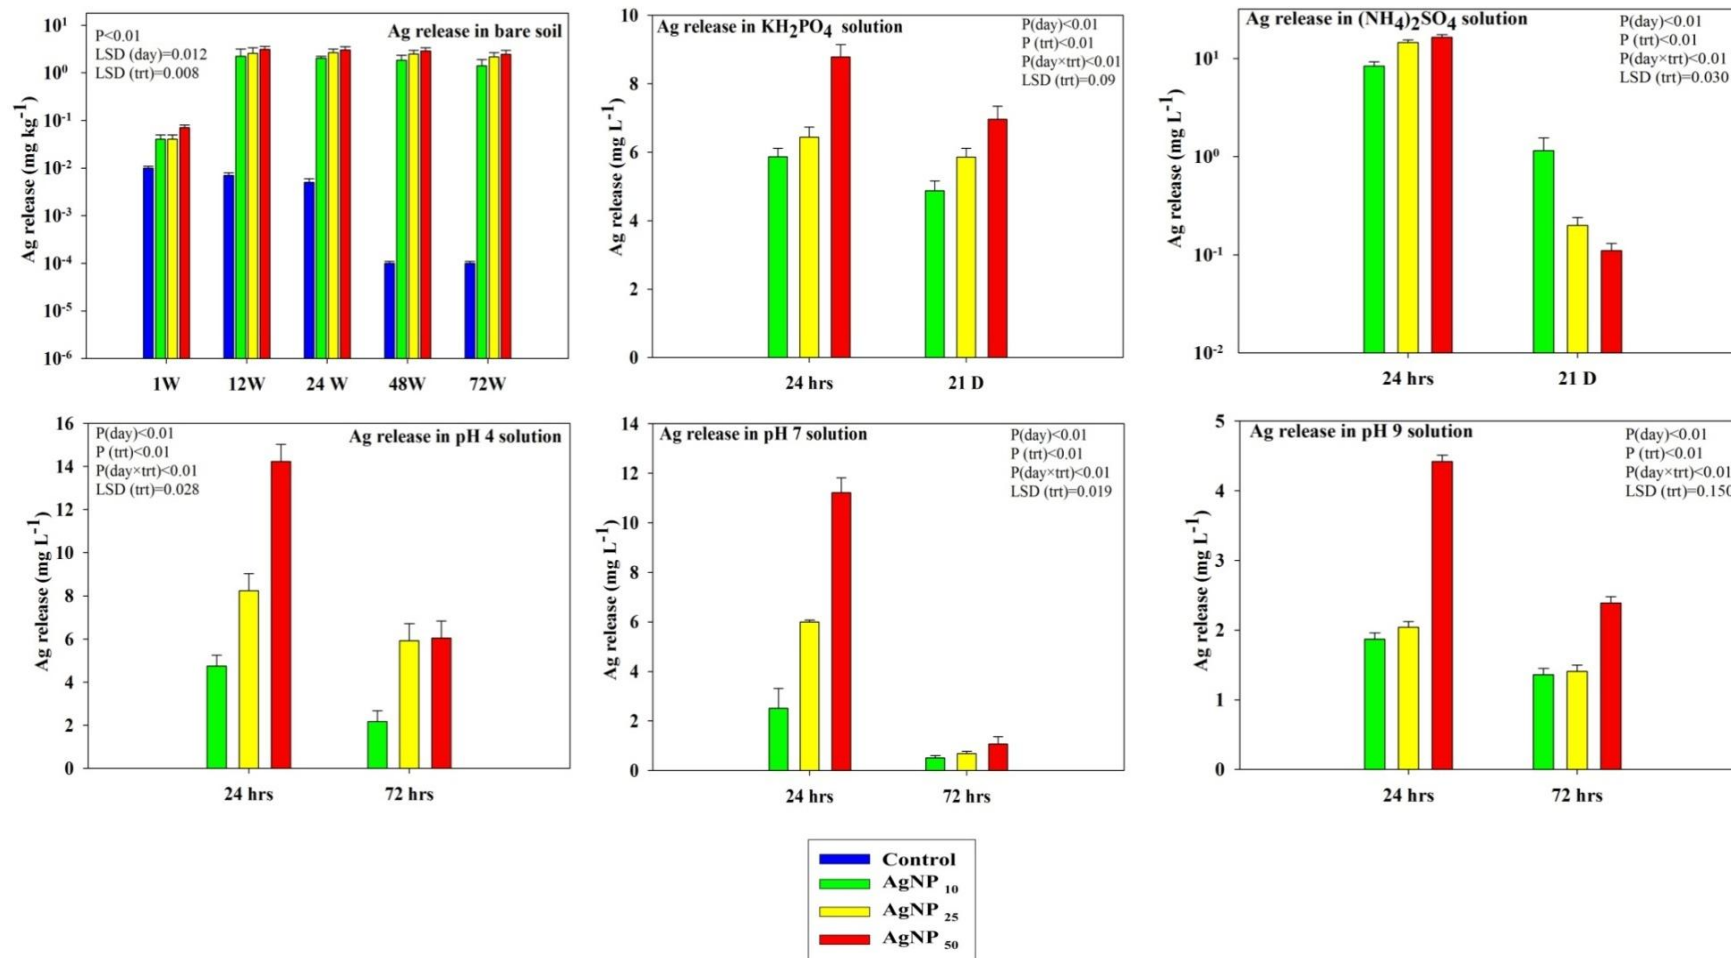 Ag release in bare soil
P<0.01
LSD (day)=0.012
LSD (trt)=0.008
Ag release (mg kg-1)
10^1
10^0
10^-1
10^-2
10^-3
10^-4
10^-5
10^-6
1W 12W 24 W 48W 72W
Ag release in KH2PO4 solution
P(day)<0.01
P (trt)<0.01
P(day×trt)<0.01
LSD (trt)=0.09
Ag release (mg L-1)
10
8
6
4
2
0
24 hrs 21 D
Ag release in (NH4)2SO4 solution
P(day)<0.01
P (trt)<0.01
P(day×trt)<0.01
LSD (trt)=0.030
Ag release (mg L-1)
10^1
10^0
10^-1
10^-2
24 hrs 21 D
Ag release in pH 4 solution
P(day)<0.01
P (trt)<0.01
P(day×trt)<0.01
LSD (trt)=0.028
Ag release (mg L-1)
16
14
12
10
8
6
4
2
0
24 hrs 72 hrs
Ag release in pH 7 solution
P(day)<0.01
P (trt)<0.01
P(day×trt)<0.01
LSD (trt)=0.019
Ag release (mg L-1)
14
12
10
8
6
4
2
0
24 hrs 72 hrs
Ag release in pH 9 solution
P(day)<0.01
P (trt)<0.01
P(day×trt)<0.01
LSD (trt)=0.150
Ag release (mg L-1)
5
4
3
2
1
0
24 hrs 72 hrs
Control
AgNP 10
AgNP 25
AgNP 50